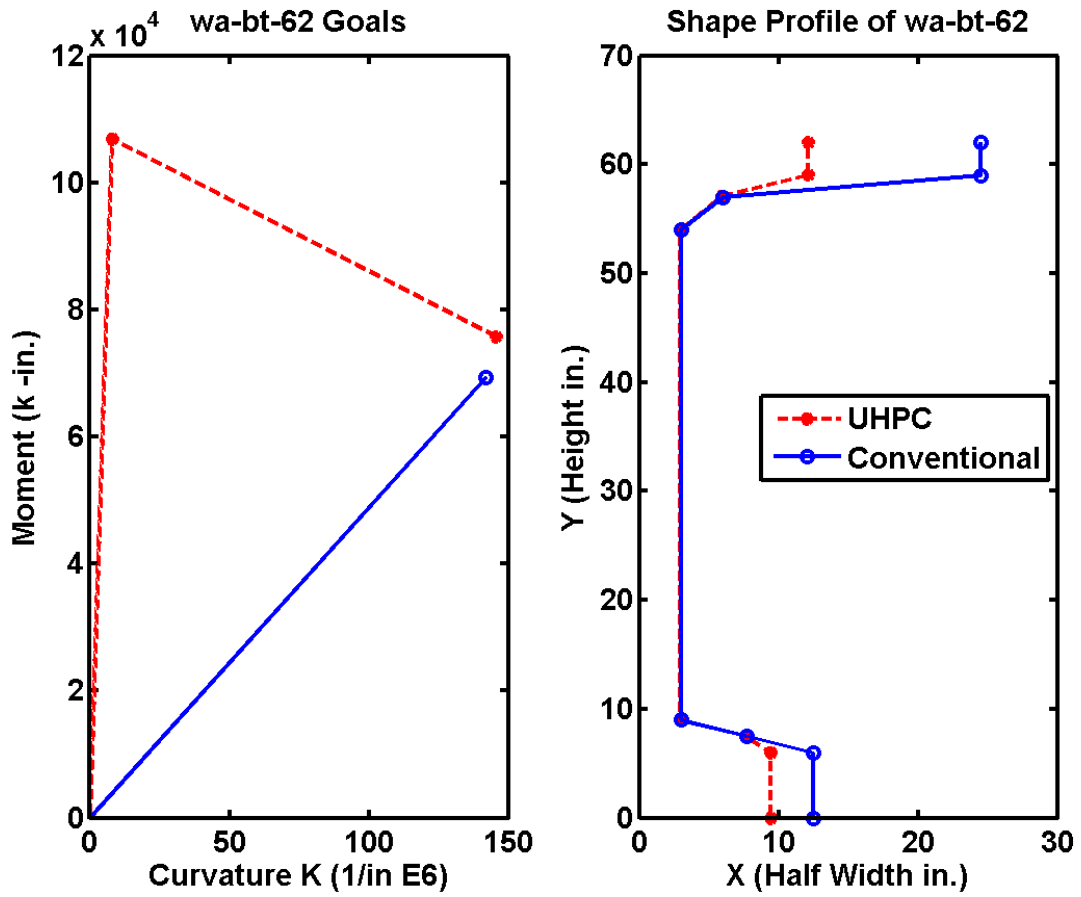 wa-bt-62 Goals
x 10^4
12
10
8
6
4
2
0
0 50 100 150
Moment (k -in.)
Curvature K (1/in E6)
Shape Profile of wa-bt-62
70
60
50
40
30
20
10
0
0 10 20 30
Y (Height in.)
X (Half Width in.)
UHPC
Conventional